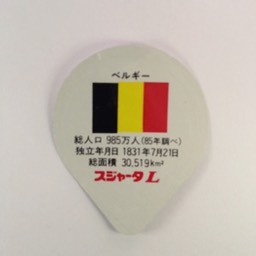 ベルギー
総人口 985万人(85年調べ)
独立年月日 1831年7月21日
総面積 30,519km²
スジャータL